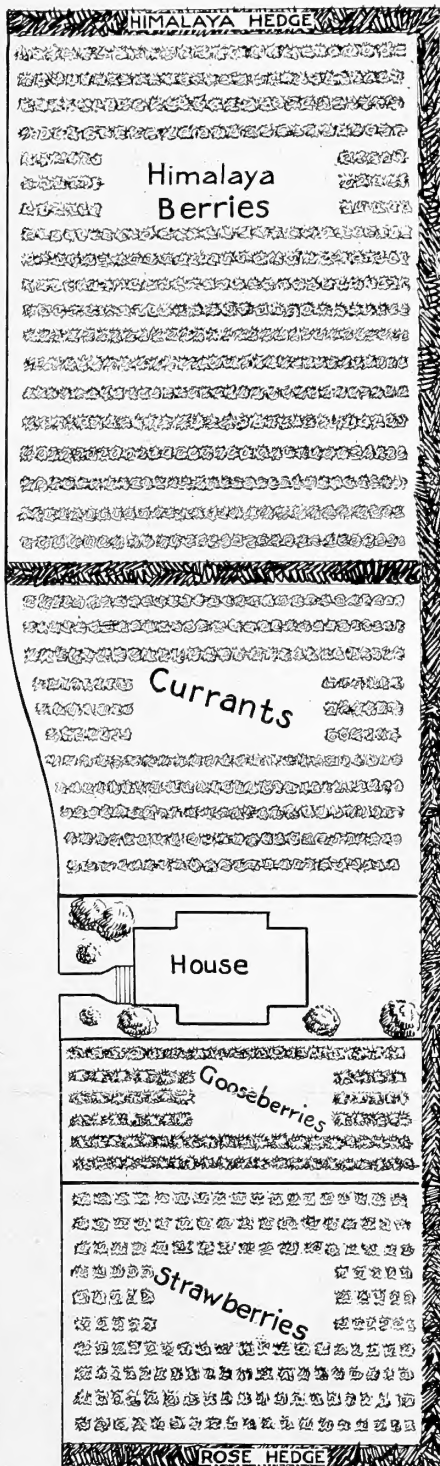 HIMALAYA HEDGE
Himalaya
Berries
Currants
House
Gooseberries
Strawberries
ROSE HEDGE